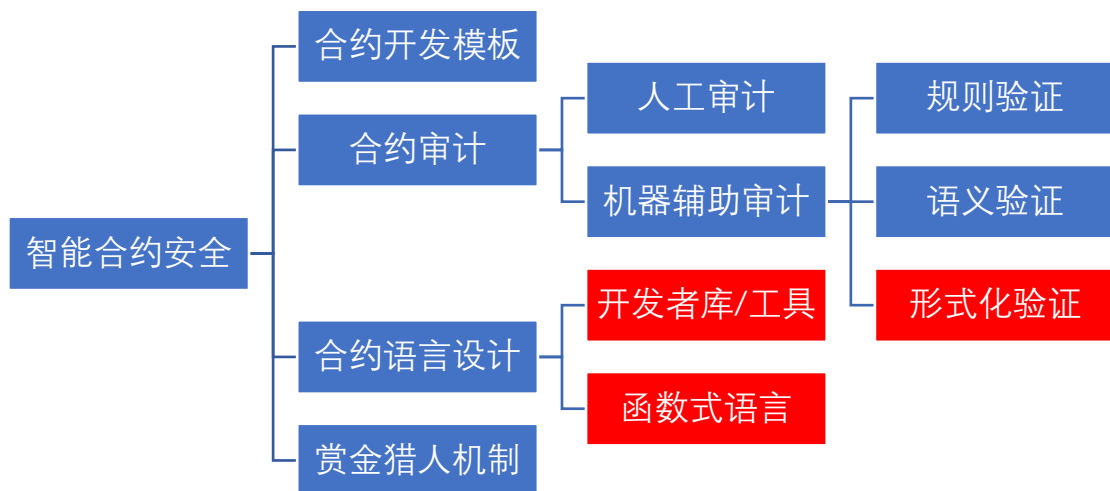 智能合约安全
合约开发模板
合约审计
人工审计
机器辅助审计
规则验证
语义验证
形式化验证
合约语言设计
开发者库/工具
函数式语言
赏金猎人机制